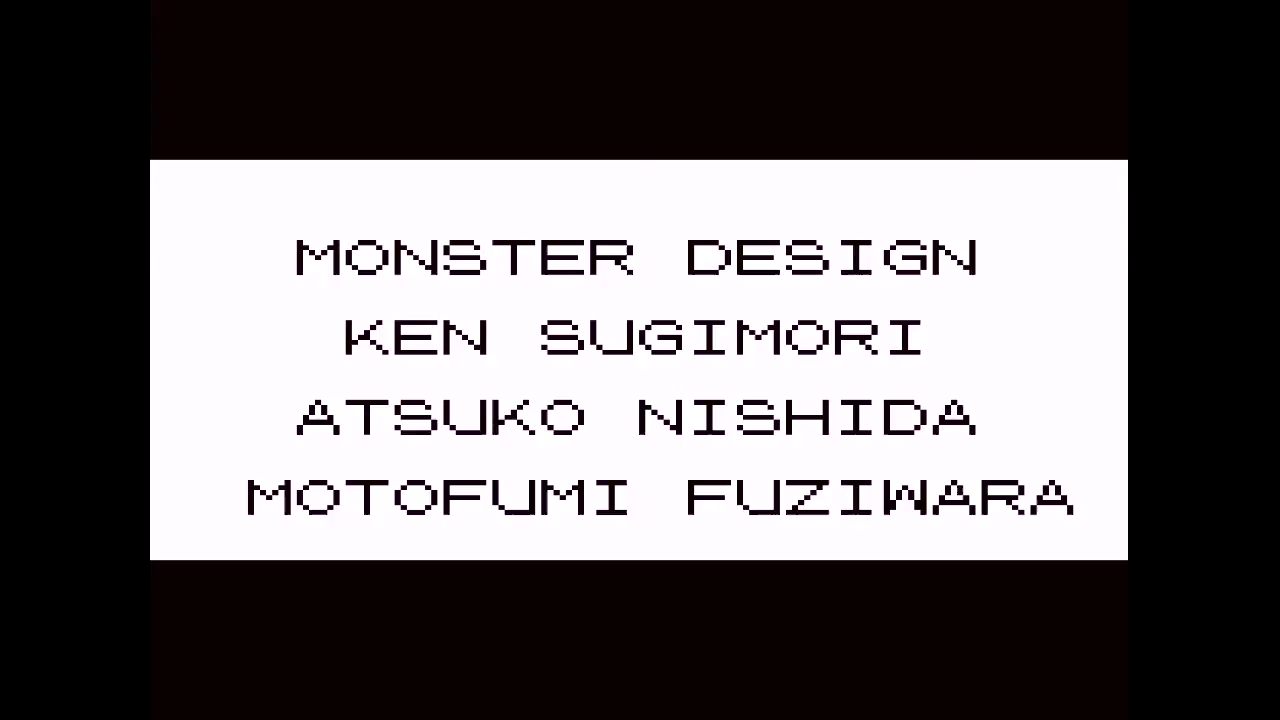 MONSTER DESIGN
KEN SUGIMORI
ATSUKO NISHIDA
MOTOFUMI FUZIWARA